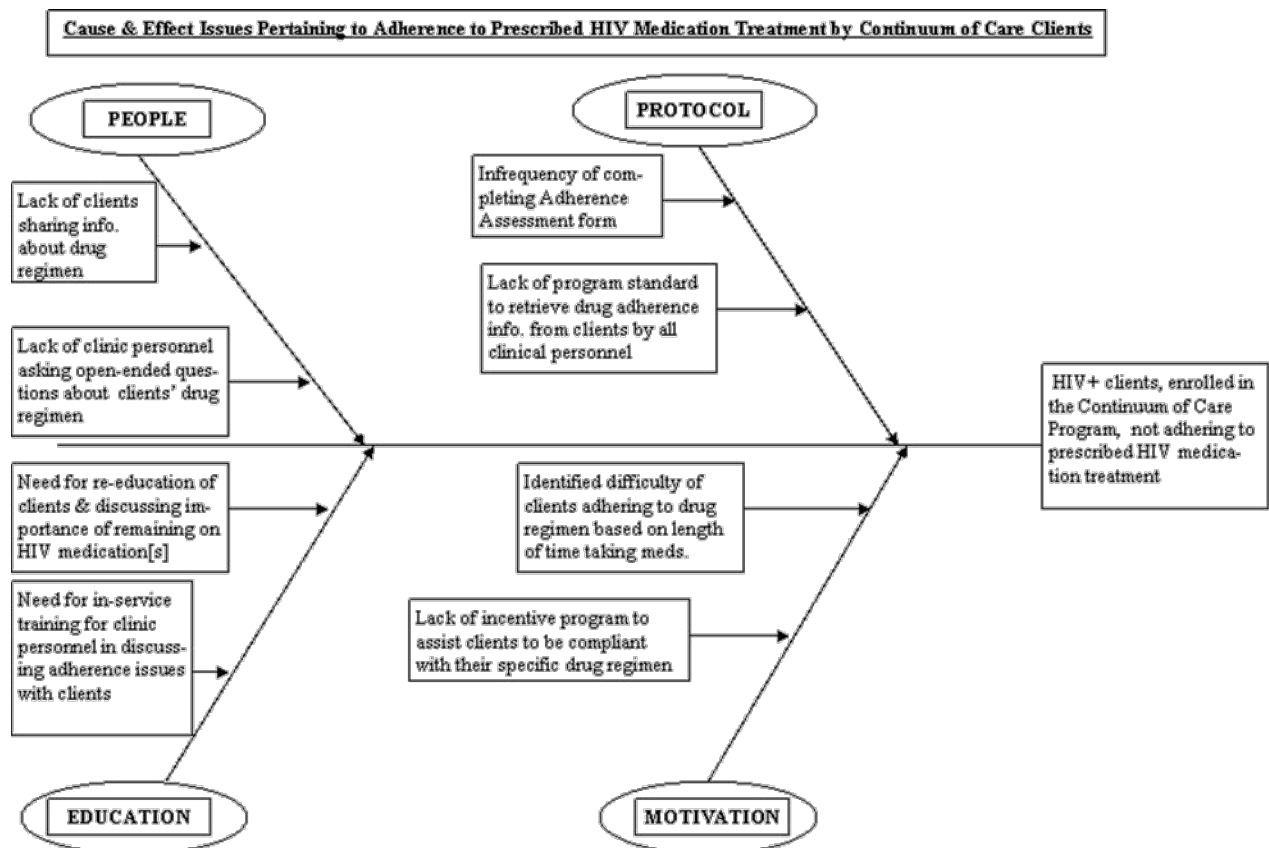 Cause & Effect Issues Pertaining to Adherence to Prescribed HIV Medication Treatment by Continuum of Care Clients
PEOPLE
Lack of clients
sharing info.
about drug
regimen
Lack of clinic personnel
asking open-ended ques-
tions about clients’ drug
regimen
PROTOCOL
Infrequency of com-
pleting Adherence
Assessment form
Lack of program standard
to retrieve drug adherence
info. from clients by all
clinical personnel
HIV+ clients, enrolled in
the Continuum of Care
Program, not adhering to
prescribed HIV medica-
tion treatment
Need for re-education of
clients & discussing im-
portance of remaining on
HIV medication[s]
Need for in-service
training for clinic
personnel in discuss-
ing adherence issues
with clients
EDUCATION
Identified difficulty of
clients adhering to drug
regimen based on length
of time taking meds.
Lack of incentive program to
assist clients to be compliant
with their specific drug regimen
MOTIVATION